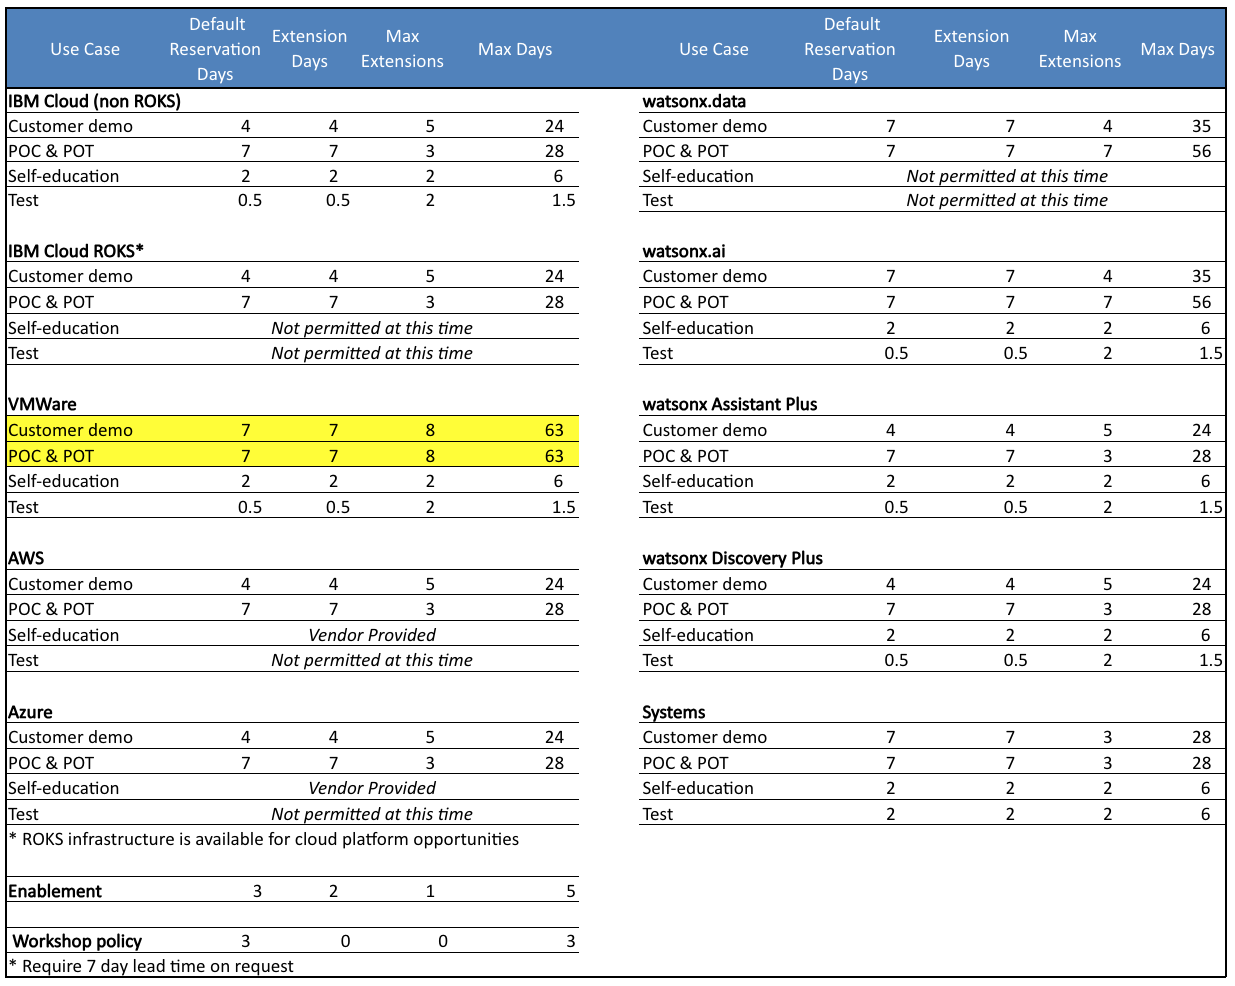 Use Case Default Reservation Days Extension Days Max Extensions Max Days Use Case Default Reservation Days Extension Days Max Extensions Max Days
IBM Cloud (non ROKS) watsonx.data
Customer demo 4 4 5 24 Customer demo 7 7 4 35
POC & POT 7 7 3 28 POC & POT 7 7 7 56
Self-education 2 2 2 6 Self-education Not permitted at this time
Test 0.5 0.5 2 1.5 Test Not permitted at this time
IBM Cloud ROKS* watsonx.ai
Customer demo 4 4 5 24 Customer demo 7 7 4 35
POC & POT 7 7 3 28 POC & POT 7 7 7 56
Self-education Not permitted at this time Self-education 2 2 2 6
Test Not permitted at this time Test 0.5 0.5 2 1.5
VMWare watsonx Assistant Plus
Customer demo 7 7 8 63 Customer demo 4 4 5 24
POC & POT 7 7 8 63 POC & POT 7 7 3 28
Self-education 2 2 2 6 Self-education 2 2 2 6
Test 0.5 0.5 2 1.5 Test 0.5 0.5 2 1.5
AWS watsonx Discovery Plus
Customer demo 4 4 5 24 Customer demo 4 4 5 24
POC & POT 7 7 3 28 POC & POT 7 7 3 28
Self-education Vendor Provided Self-education 2 2 2 6
Test Not permitted at this time Test 0.5 0.5 2 1.5
Azure Systems
Customer demo 4 4 5 24 Customer demo 7 7 3 28
POC & POT 7 7 3 28 POC & POT 7 7 3 28
Self-education Vendor Provided Self-education 2 2 2 6
Test Not permitted at this time Test 2 2 2 6
* ROKS infrastructure is available for cloud platform opportunities
Enablement 3 2 1 5
Workshop policy 3 0 0 3
* Require 7 day lead time on request